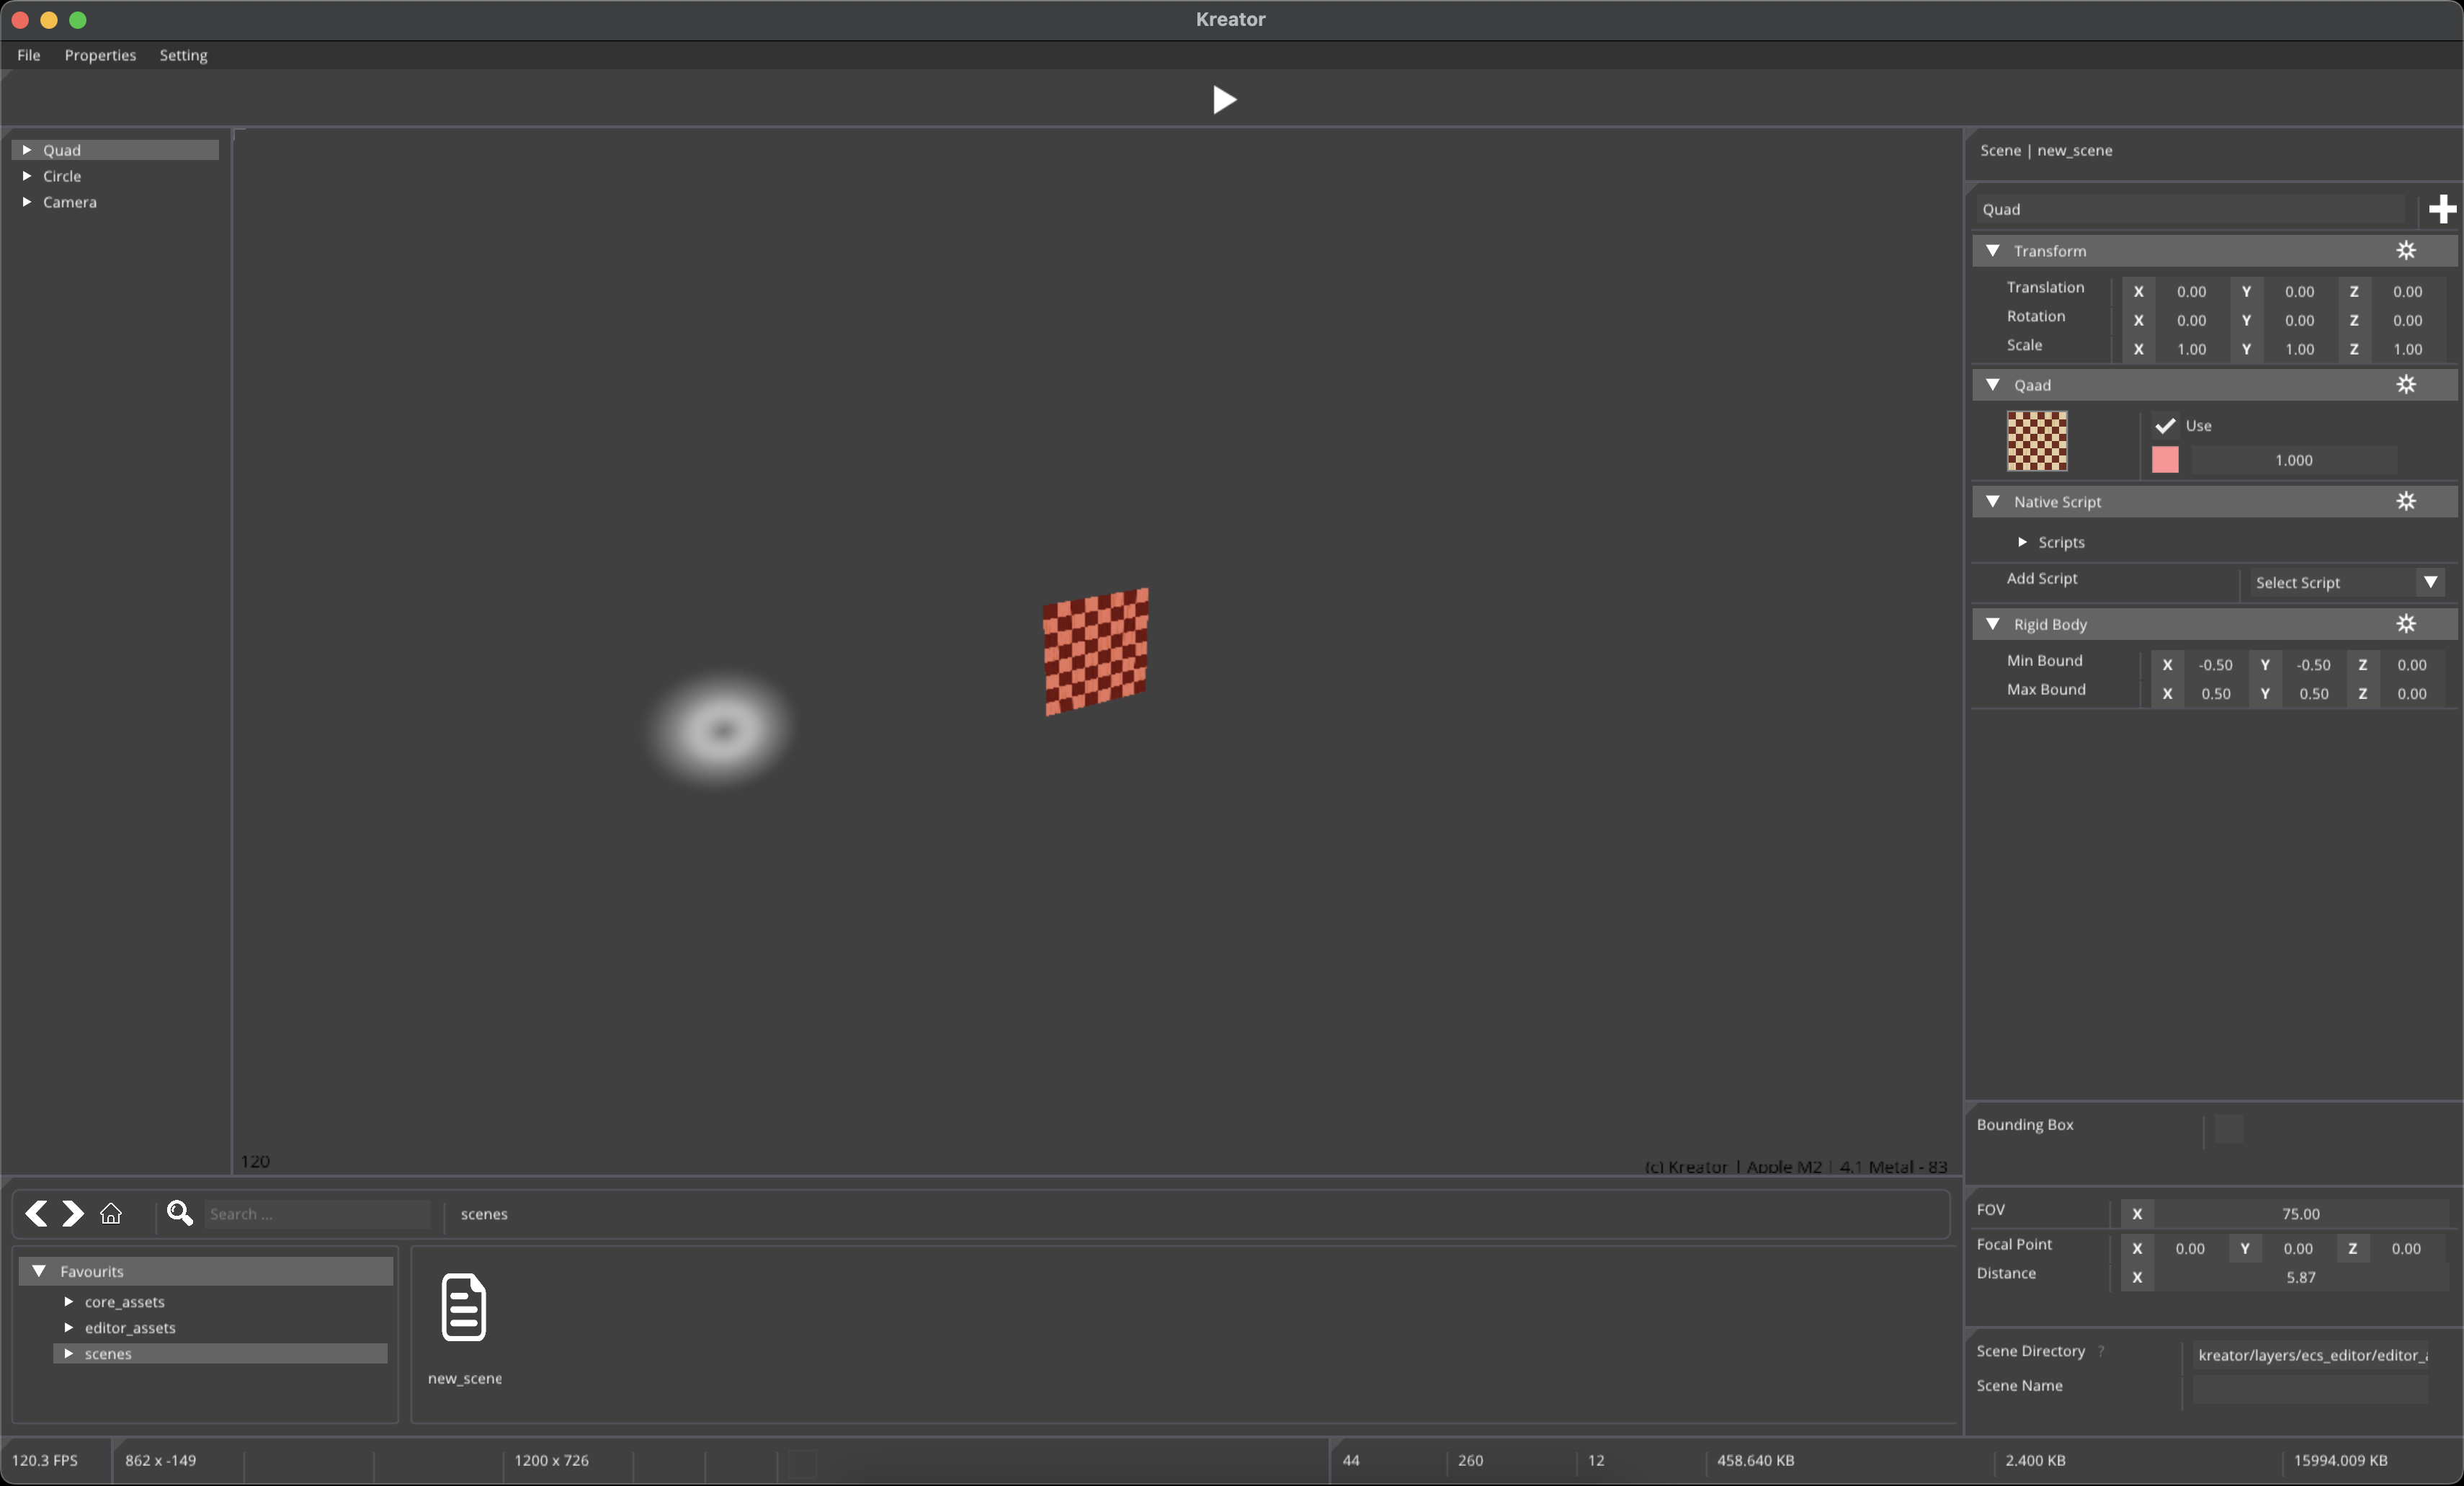 Kreator
File Properties Setting
Quad
Circle
Camera
120
(c) Kreator | Apple M2 | 4.1 Metal - 83
Scene | new_scene
Quad
Transform
Translation X 0.00 Y 0.00 Z 0.00
Rotation X 0.00 Y 0.00 Z 0.00
Scale X 1.00 Y 1.00 Z 1.00
Qaad
Use
1.000
Native Script
Scripts
Add Script Select Script
Rigid Body
Min Bound X -0.50 Y -0.50 Z 0.00
Max Bound X 0.50 Y 0.50 Z 0.00
Bounding Box
FOV X 75.00
Focal Point X 0.00 Y 0.00 Z 0.00
Distance X 5.87
Scene Directory ? kreator/layers/ecs_editor/editor_
Scene Name
Search ... scenes
Favourits
core_assets
editor_assets
scenes
new_scene
120.3 FPS 862 x -149 1200 x 726 44 260 12 458.640 KB 2.400 KB 15994.009 KB